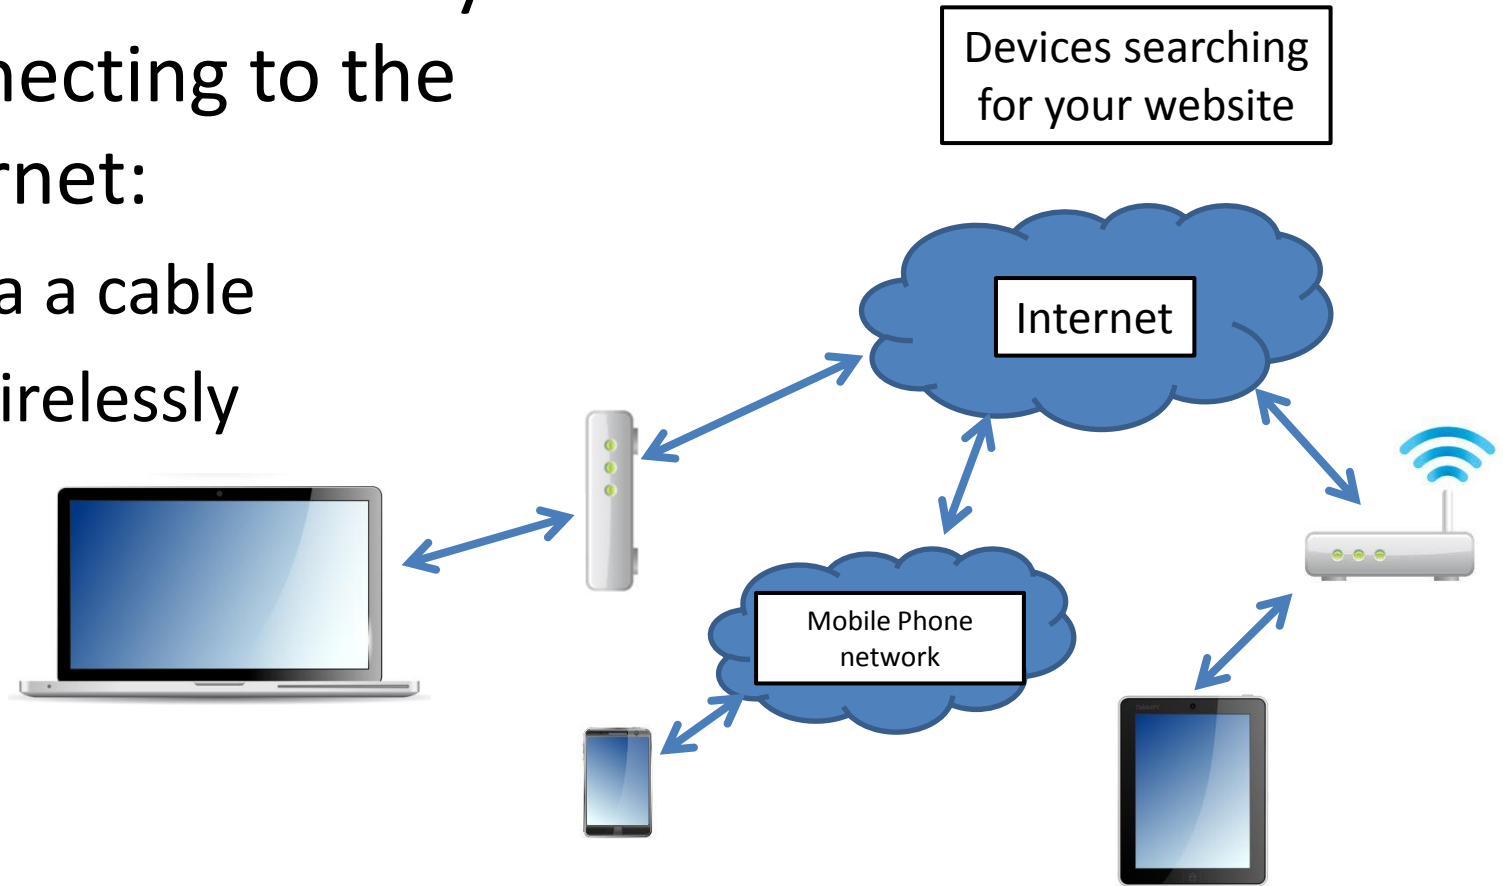 necting to the
rnet:
a a cable
irelessly
Devices searching
for your website
Internet
Mobile Phone
network